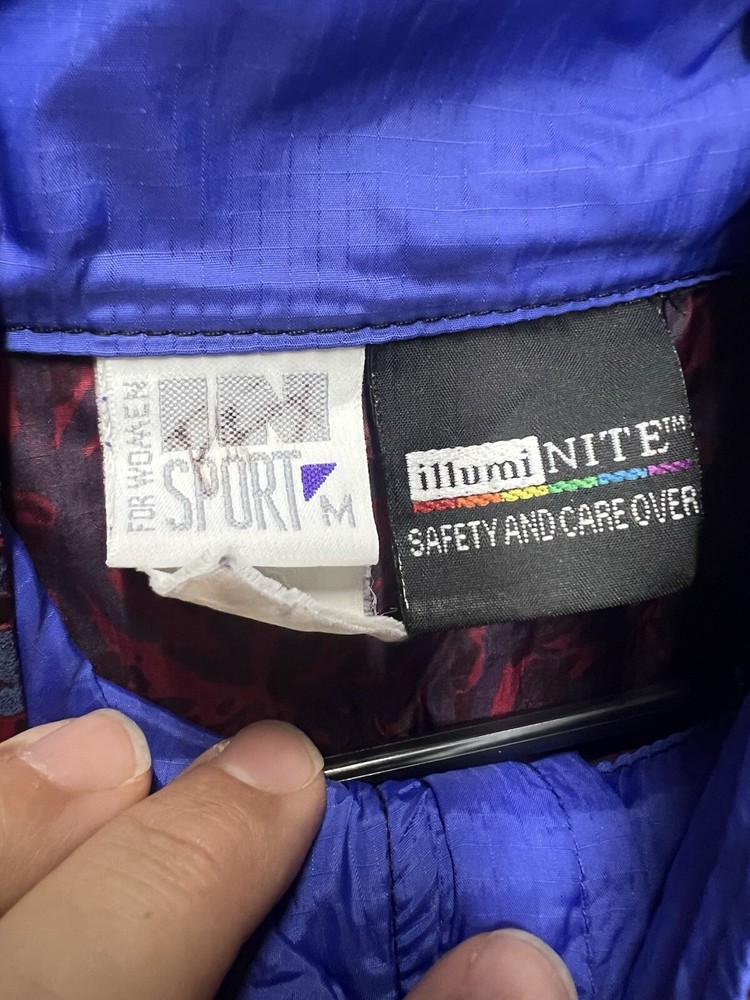 FOR WOMEN
IN
SPORT M
illumiNITE™
SAFETY AND CARE OVER